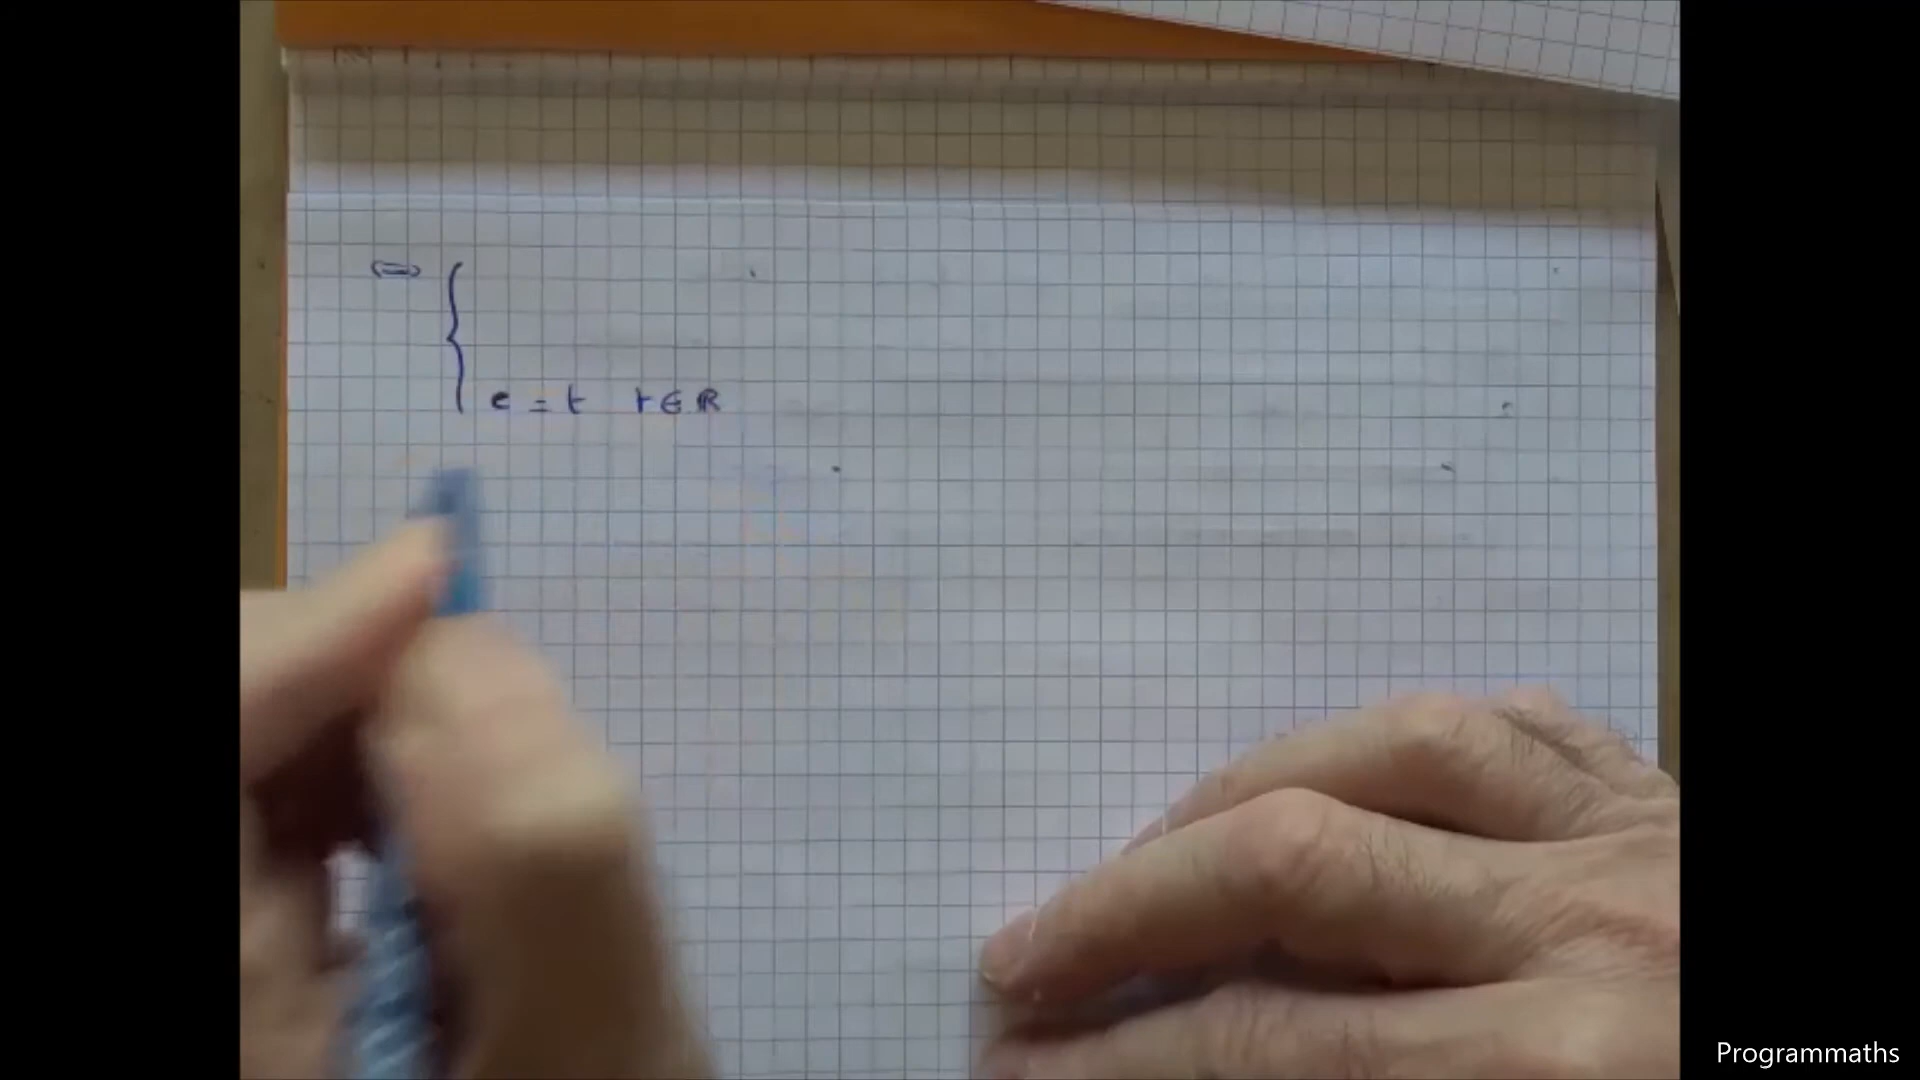 ⇔ {
e = t t ∈ ℝ
Programmaths